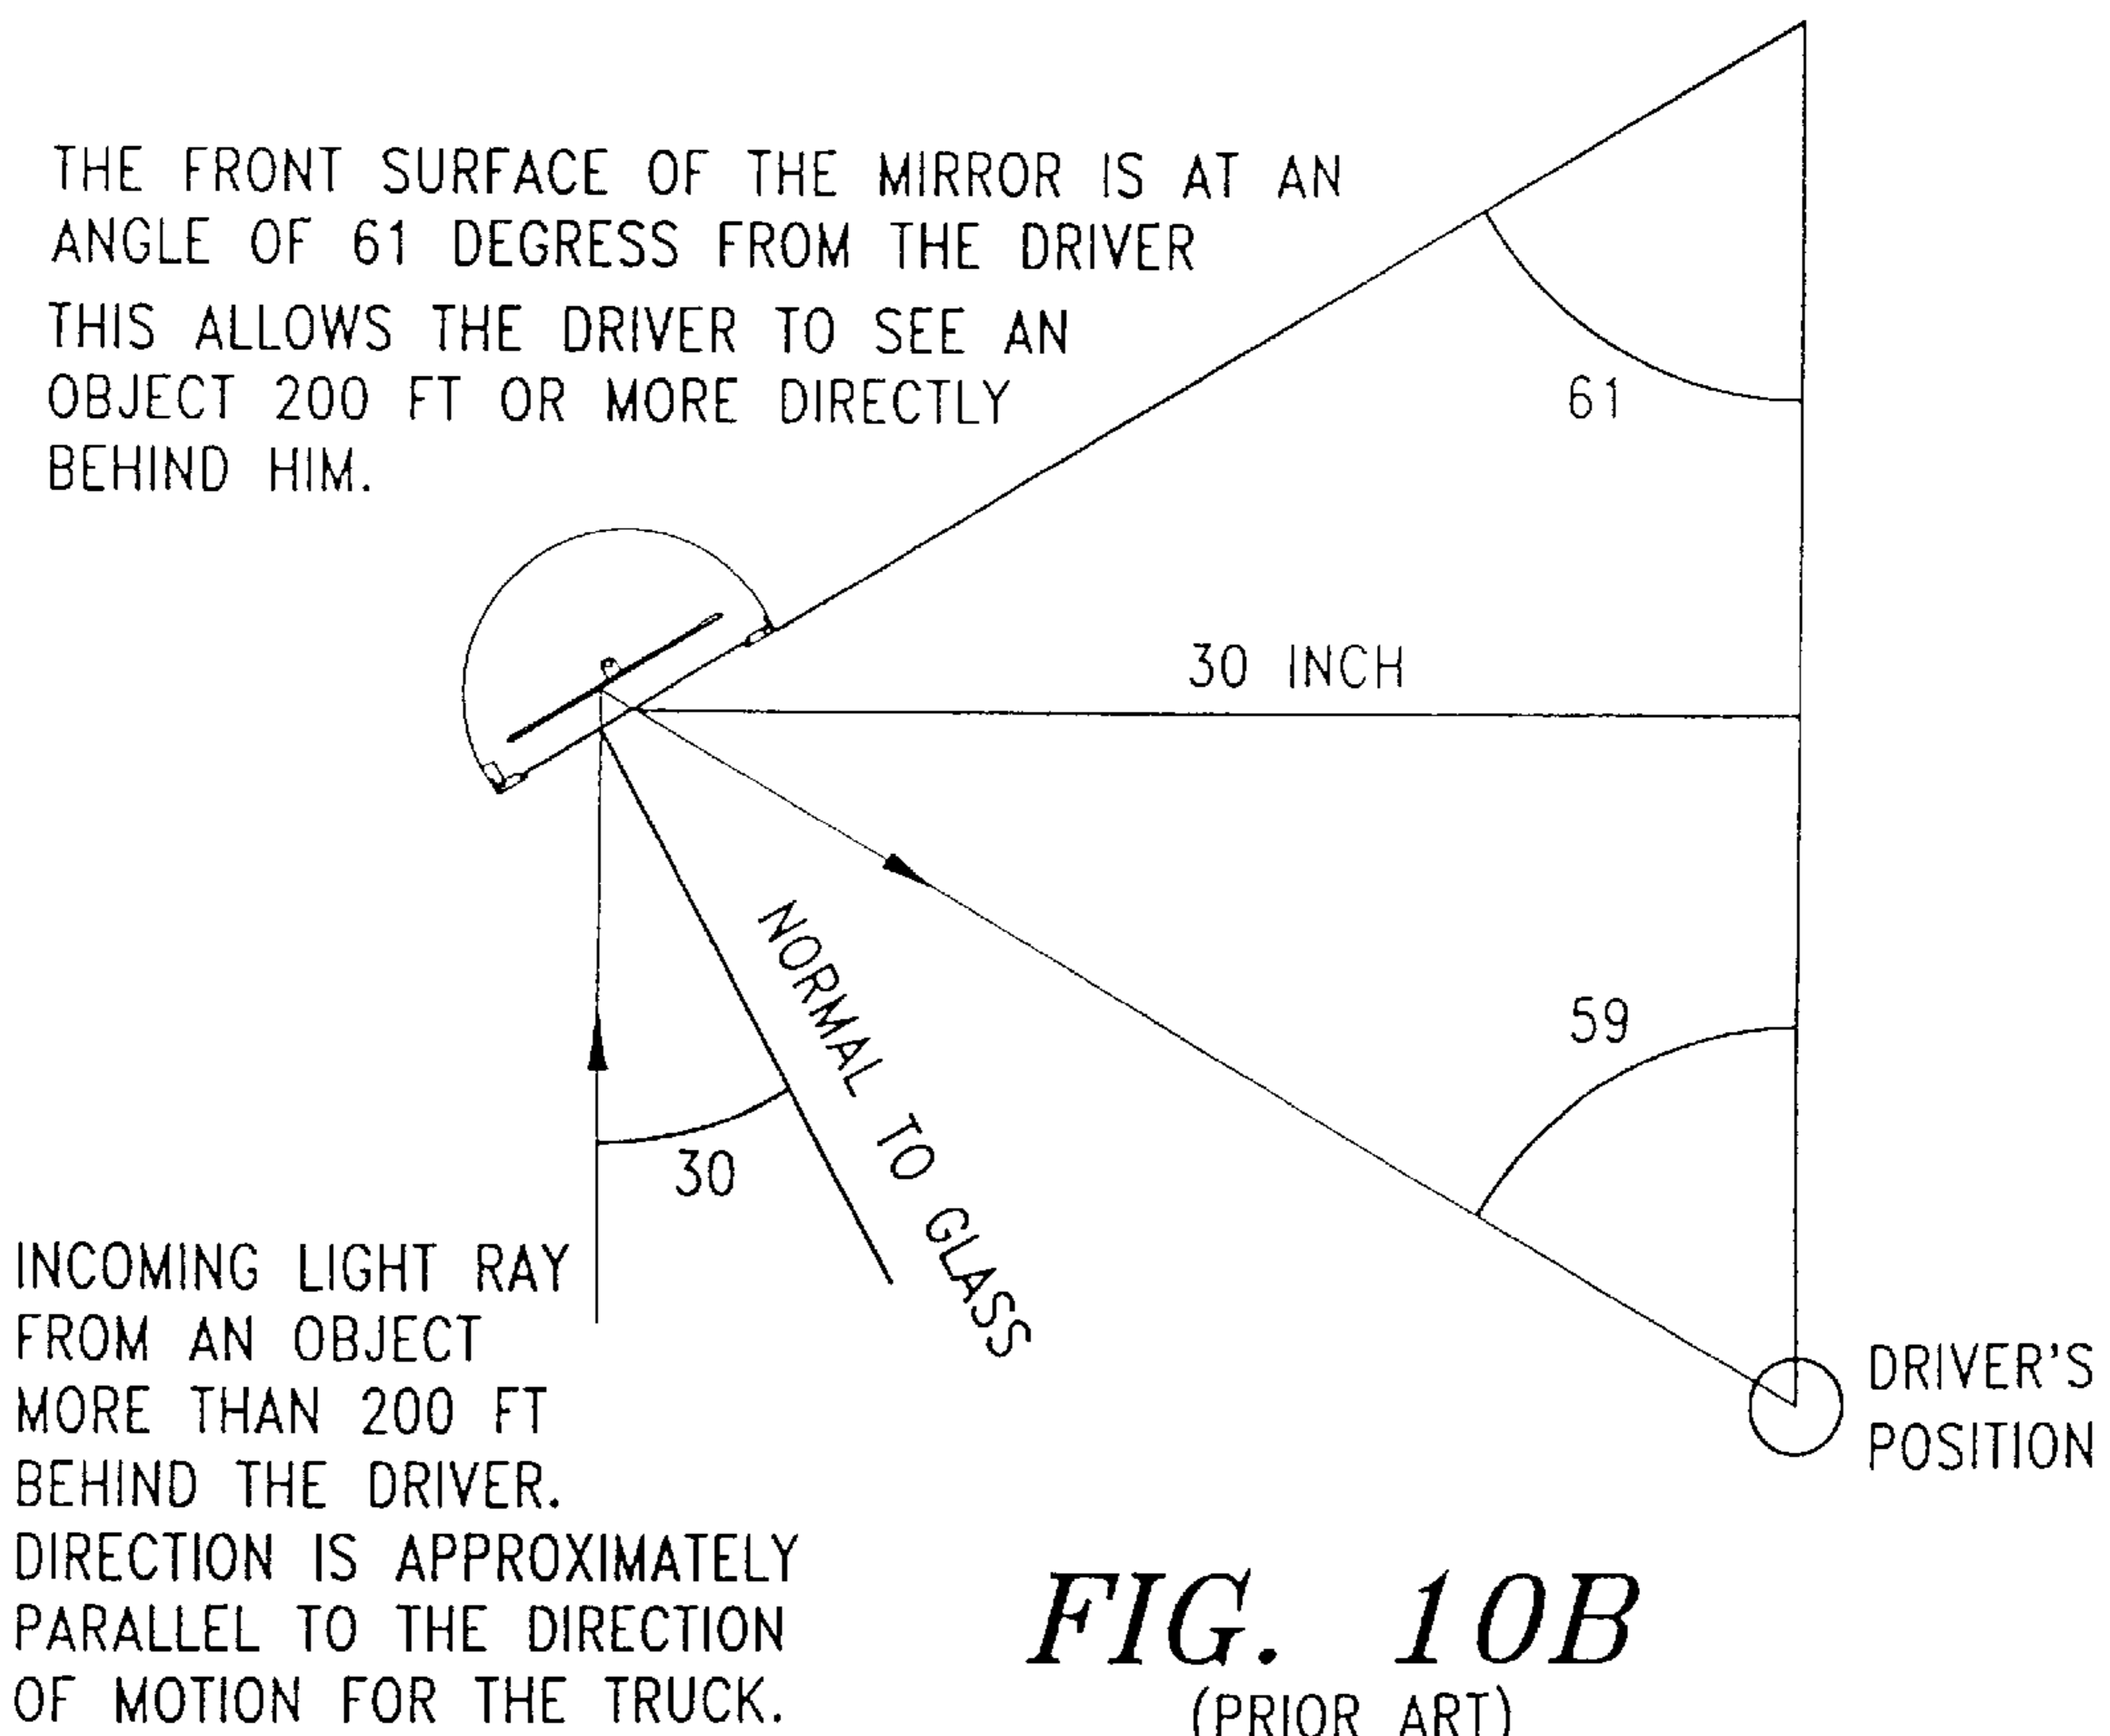 THE FRONT SURFACE OF THE MIRROR IS AT AN
ANGLE OF 61 DEGRESS FROM THE DRIVER
THIS ALLOWS THE DRIVER TO SEE AN
OBJECT 200 FT OR MORE DIRECTLY
BEHIND HIM.
61
30 INCH
NORMAL TO GLASS
59
30
INCOMING LIGHT RAY
FROM AN OBJECT
MORE THAN 200 FT
BEHIND THE DRIVER.
DIRECTION IS APPROXIMATELY
PARALLEL TO THE DIRECTION
OF MOTION FOR THE TRUCK.
DRIVER'S
POSITION
FIG. 10B
(PRIOR ART)